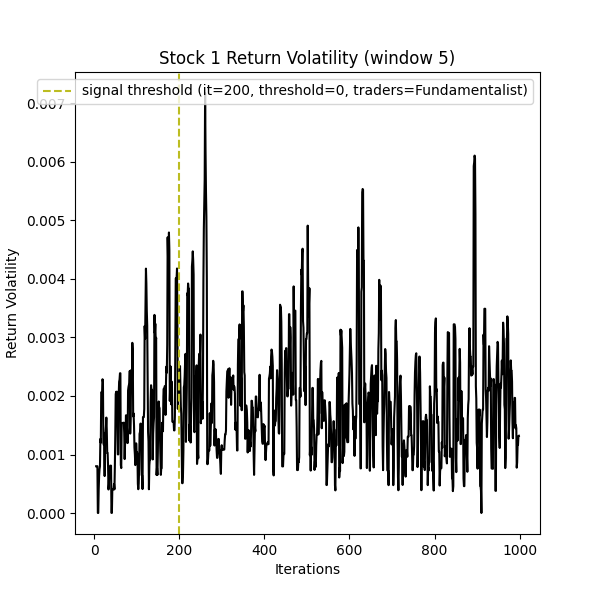 Stock 1 Return Volatility (window 5)
signal threshold (it=200, threshold=0, traders=Fundamentalist)
0.007
0.006
0.005
0.004
0.003
0.002
0.001
0.000
Return Volatility
0 200 400 600 800 1000
Iterations